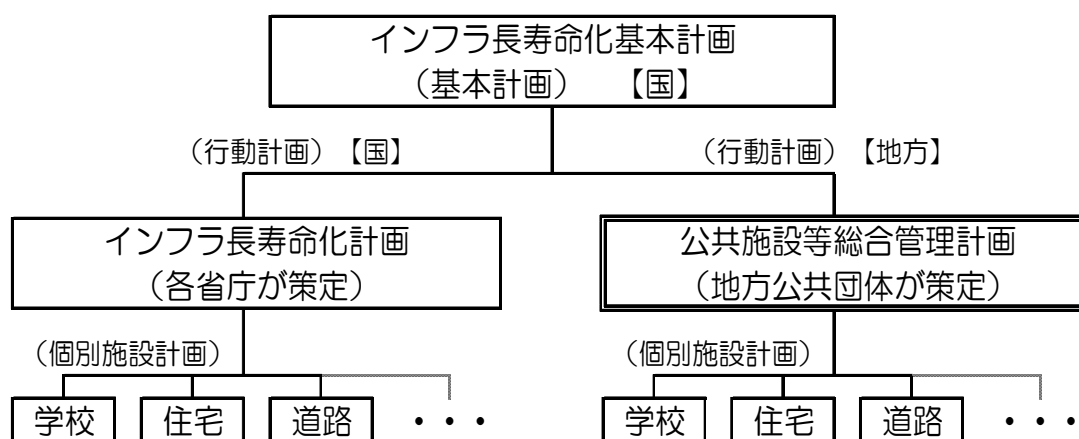 インフラ長寿命化基本計画
（基本計画）　【国】
（行動計画）【国】
（行動計画）【地方】
インフラ長寿命化計画
（各省庁が策定）
公共施設等総合管理計画
（地方公共団体が策定）
（個別施設計画）
（個別施設計画）
学校　住宅　道路　・・・
学校　住宅　道路　・・・